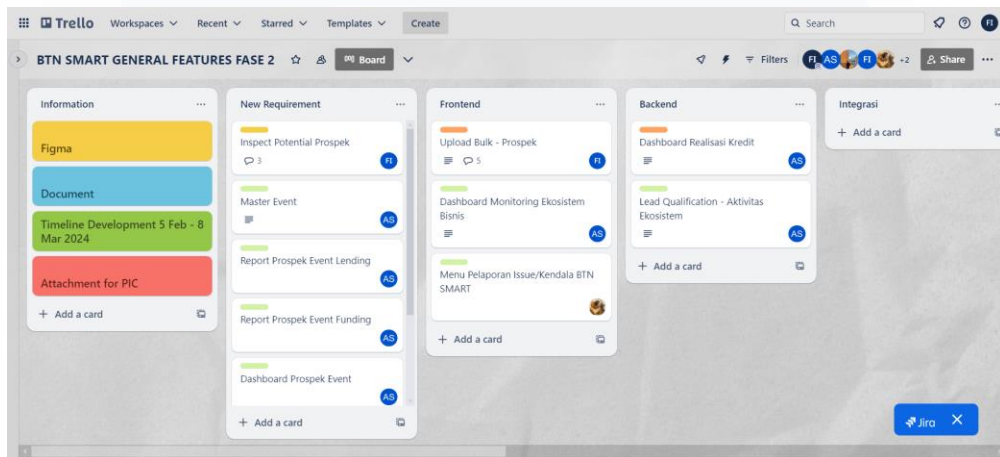 Trello Workspaces Recent Starred Templates Create Search FI
BTN SMART GENERAL FEATURES FASE 2 Board Filters FI AS FI +2 Share
Information
Figma
Document
Timeline Development 5 Feb - 8
Mar 2024
Attachment for PIC
+ Add a card
New Requirement
Inspect Potential Prospek
3 FI
Master Event
AS
Report Prospek Event Lending
AS
Report Prospek Event Funding
AS
Dashboard Prospek Event
AS
+ Add a card
Frontend
Upload Bulk - Prospek
5 FI
Dashboard Monitoring Ekosistem
Bisnis
AS
Menu Pelaporan Issue/Kendala BTN
SMART
+ Add a card
Backend
Dashboard Realisasi Kredit
AS
Lead Qualification - Aktivitas
Ekosistem
AS
+ Add a card
Integrasi
+ Add a card
Jira